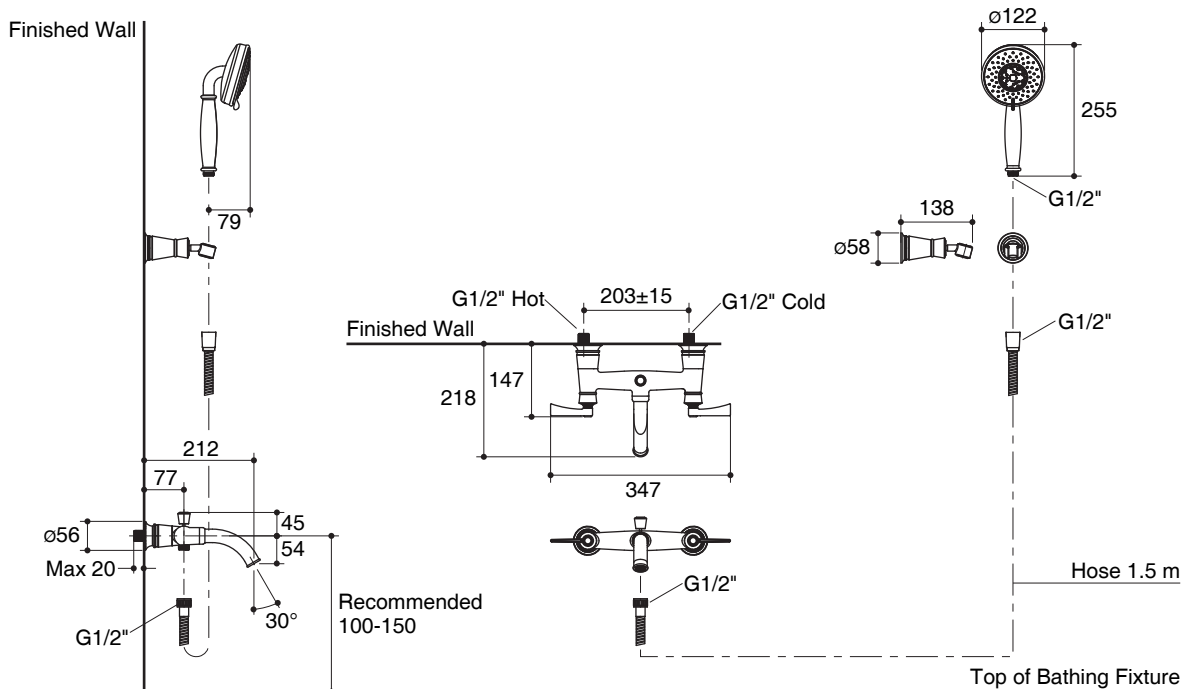 Finished Wall
ø122
255
G1/2"
79
138
ø58
G1/2" Hot
203±15
G1/2" Cold
Finished Wall
G1/2"
147
218
212
77
347
ø56
45
54
Max 20
G1/2"
30°
Recommended
100-150
G1/2"
Hose 1.5 m
Top of Bathing Fixture